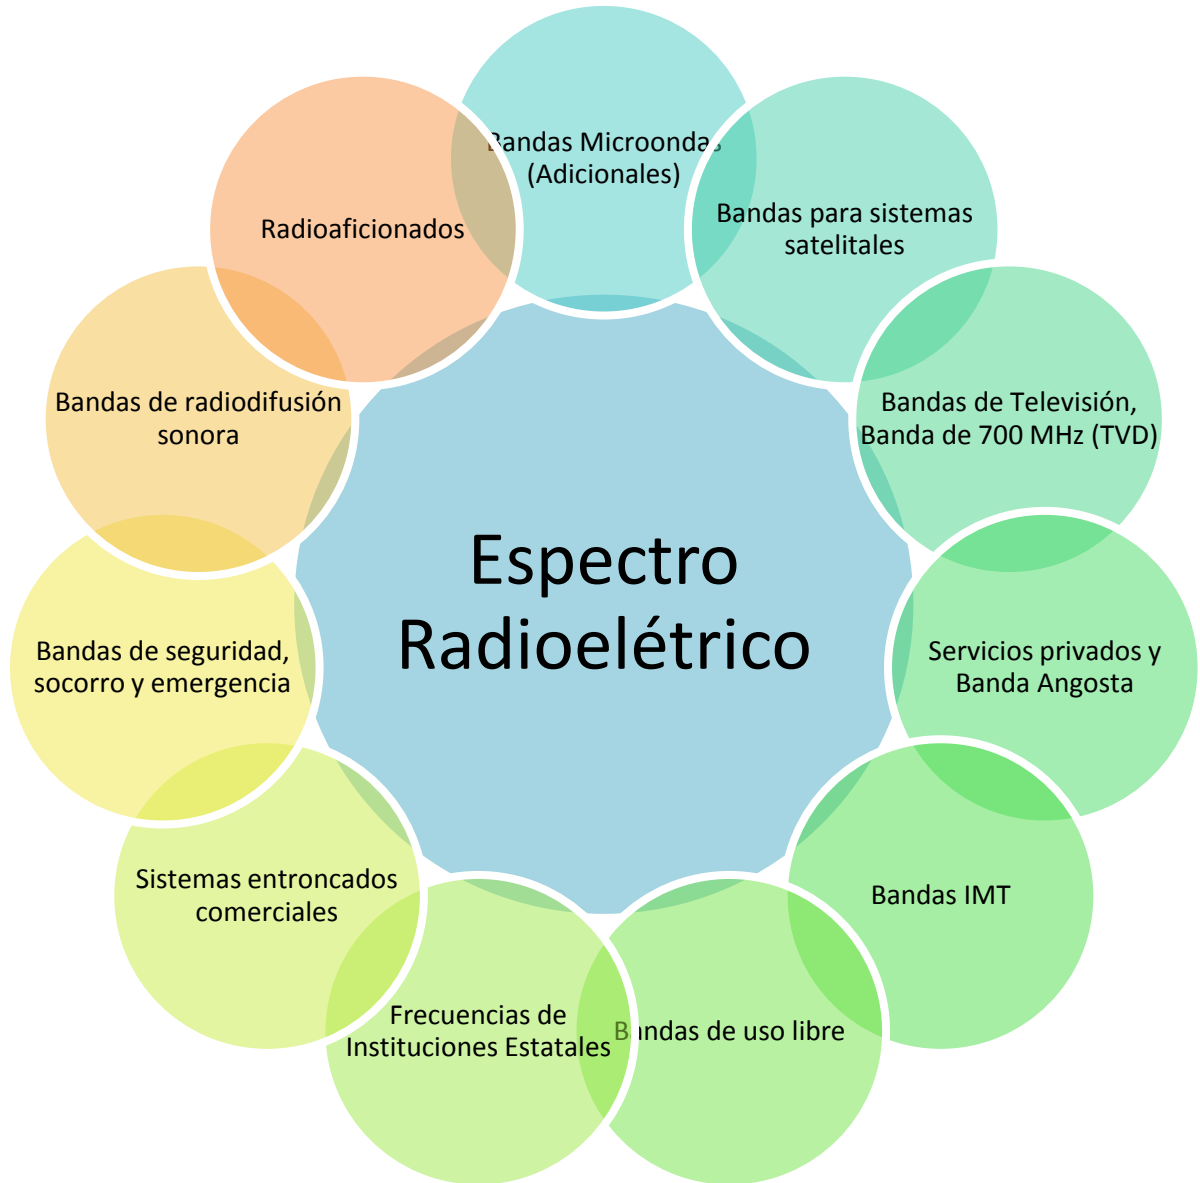 Bandas Microondas
(Adicionales)
Bandas para sistemas
satelitales
Bandas de Televisión,
Banda de 700 MHz (TVD)
Servicios privados y
Banda Angosta
Bandas IMT
Bandas de uso libre
Frecuencias de
Instituciones Estatales
Sistemas entroncados
comerciales
Bandas de seguridad,
socorro y emergencia
Bandas de radiodifusión
sonora
Radioaficionados
Espectro
Radioelétrico